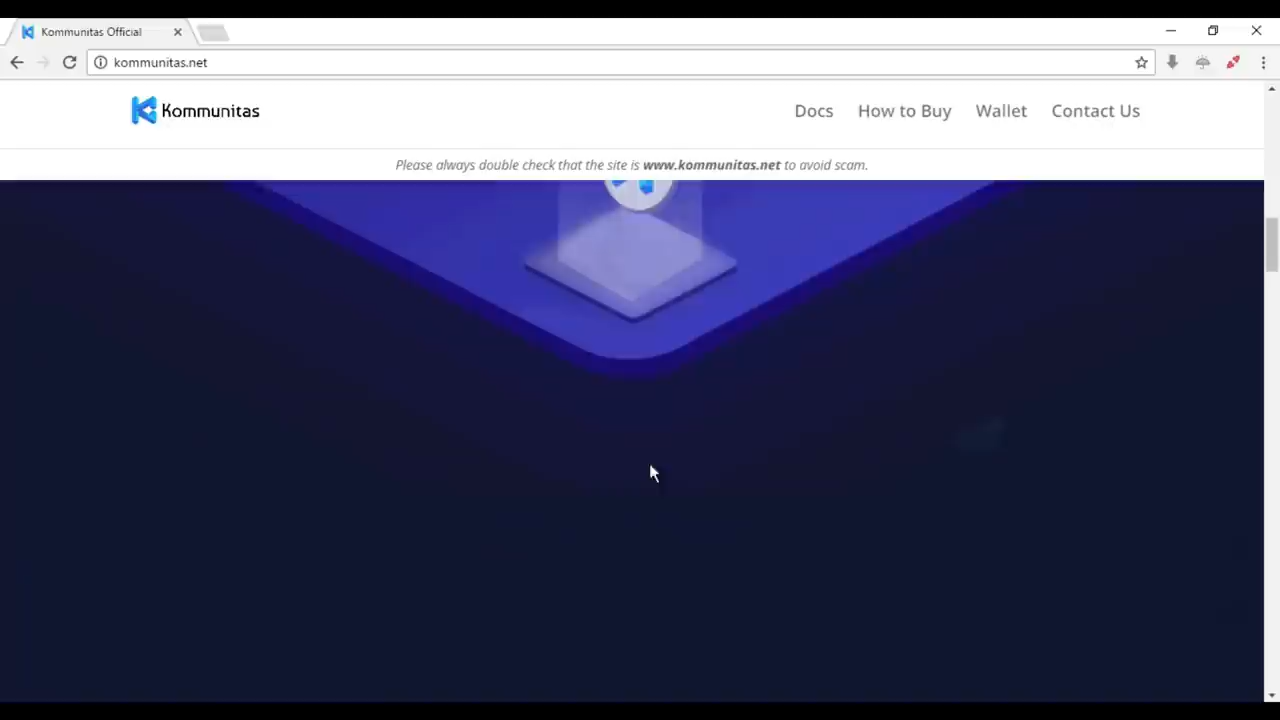 Kommunitas Official
kommunitas.net
Kommunitas
Docs How to Buy Wallet Contact Us
Please always double check that the site is www.kommunitas.net to avoid scam.